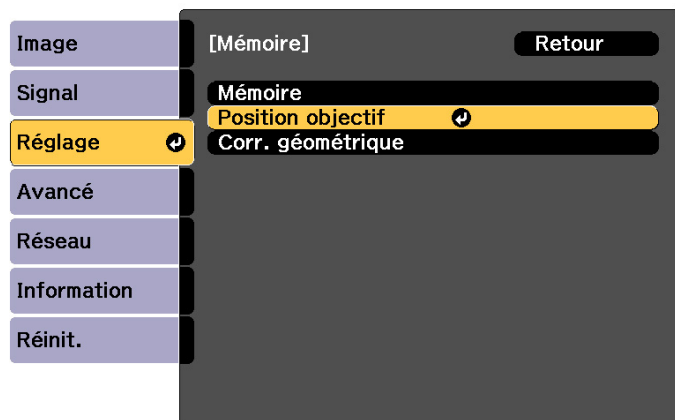 Image
Signal
Réglage
Avancé
Réseau
Information
Réinit.
[Mémoire]
Retour
Mémoire
Position objectif
Corr. géométrique